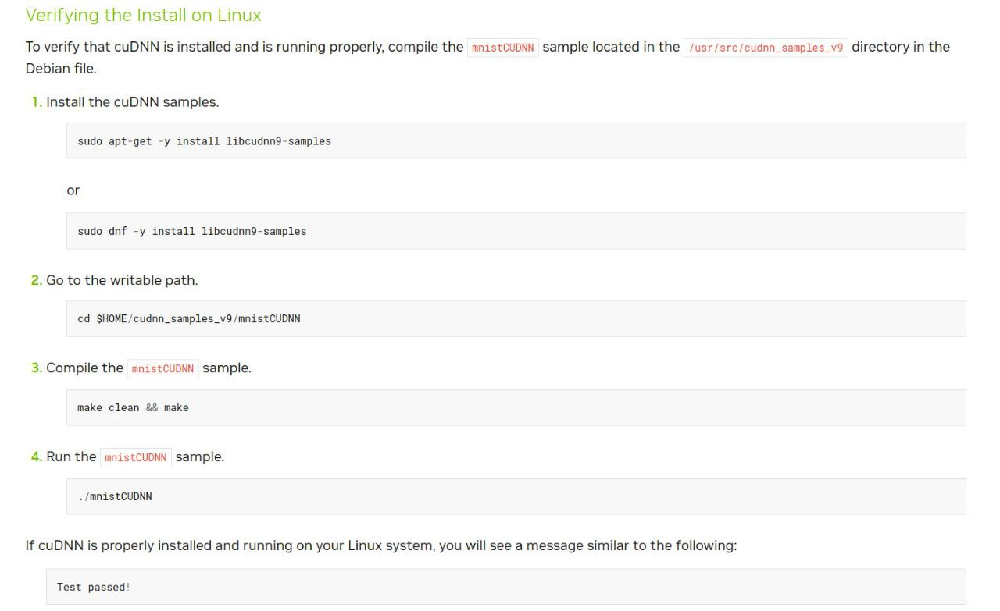 Verifying the Install on Linux
To verify that cuDNN is installed and is running properly, compile the mnistCUDNN sample located in the /usr/src/cudnn_samples_v9 directory in the
Debian file.
1. Install the cuDNN samples.
sudo apt-get -y install libcudnn9-samples
or
sudo dnf -y install libcudnn9-samples
2. Go to the writable path.
cd $HOME/cudnn_samples_v9/mnistCUDNN
3. Compile the mnistCUDNN sample.
make clean && make
4. Run the mnistCUDNN sample.
./mnistCUDNN
If cuDNN is properly installed and running on your Linux system, you will see a message similar to the following:
Test passed!